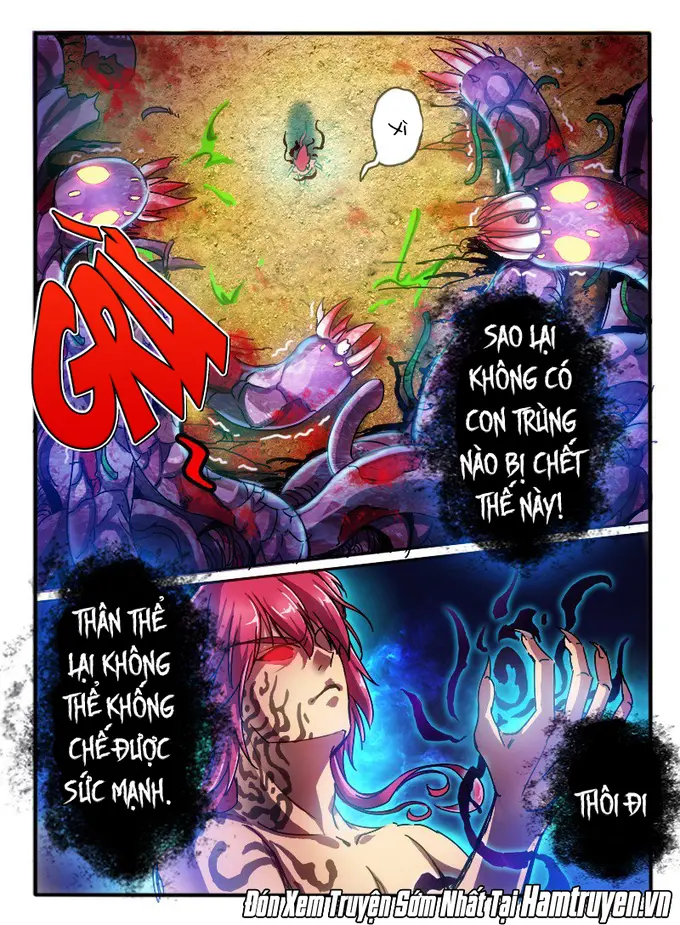 XÌ
GRỪ
SAO LẠI
KHÔNG CÓ
CON TRÙNG
NÀO BỊ CHẾT
THẾ NÀY!
THÂN THỂ
LẠI KHÔNG
THỂ KHỐNG
CHẾ ĐƯỢC
SỨC MẠNH.
THÔI ĐI
Đón Xem Truyện Sớm Nhất Tại Hamtruyen.vn